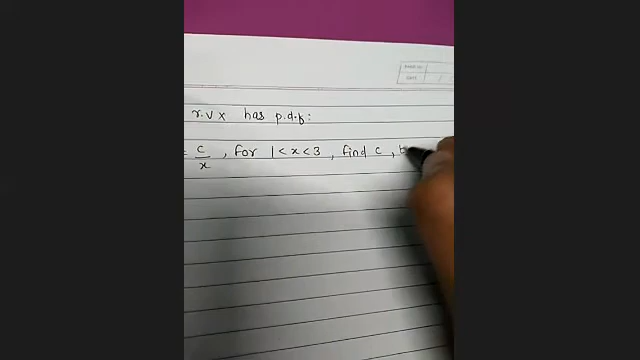 r.v x has p.d.f:
= c/x , for 1 < x < 3 , find c ,